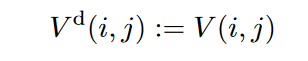 V^d(i, j) := V(i, j)